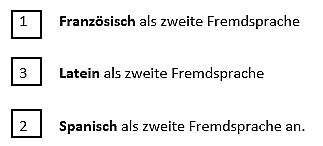 1 Französisch als zweite Fremdsprache
3 Latein als zweite Fremdsprache
2 Spanisch als zweite Fremdsprache an.